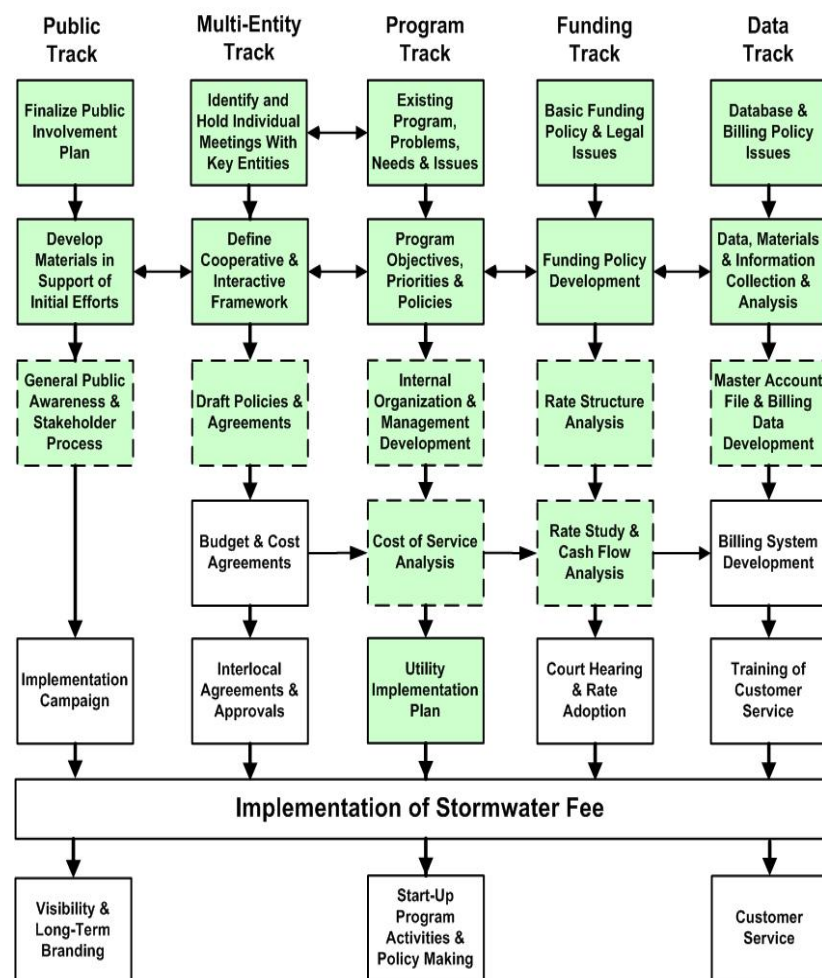 Public
Track
Multi-Entity
Track
Program
Track
Funding
Track
Data
Track
Finalize Public
Involvement
Plan
Identify and
Hold Individual
Meetings With
Key Entities
Existing
Program,
Problems,
Needs & Issues
Basic Funding
Policy & Legal
Issues
Database &
Billing Policy
Issues
Develop
Materials in
Support of
Initial Efforts
Define
Cooperative &
Interactive
Framework
Program
Objectives,
Priorities &
Policies
Funding Policy
Development
Data, Materials
& Information
Collection &
Analysis
General Public
Awareness &
Stakeholder
Process
Draft Policies &
Agreements
Internal
Organization &
Management
Development
Rate Structure
Analysis
Master Account
File & Billing
Data
Development
Budget & Cost
Agreements
Cost of Service
Analysis
Rate Study &
Cash Flow
Analysis
Billing System
Development
Implementation
Campaign
Interlocal
Agreements &
Approvals
Utility
Implementation
Plan
Court Hearing
& Rate
Adoption
Training of
Customer
Service
Implementation of Stormwater Fee
Visibility &
Long-Term
Branding
Start-Up
Program
Activities &
Policy Making
Customer
Service